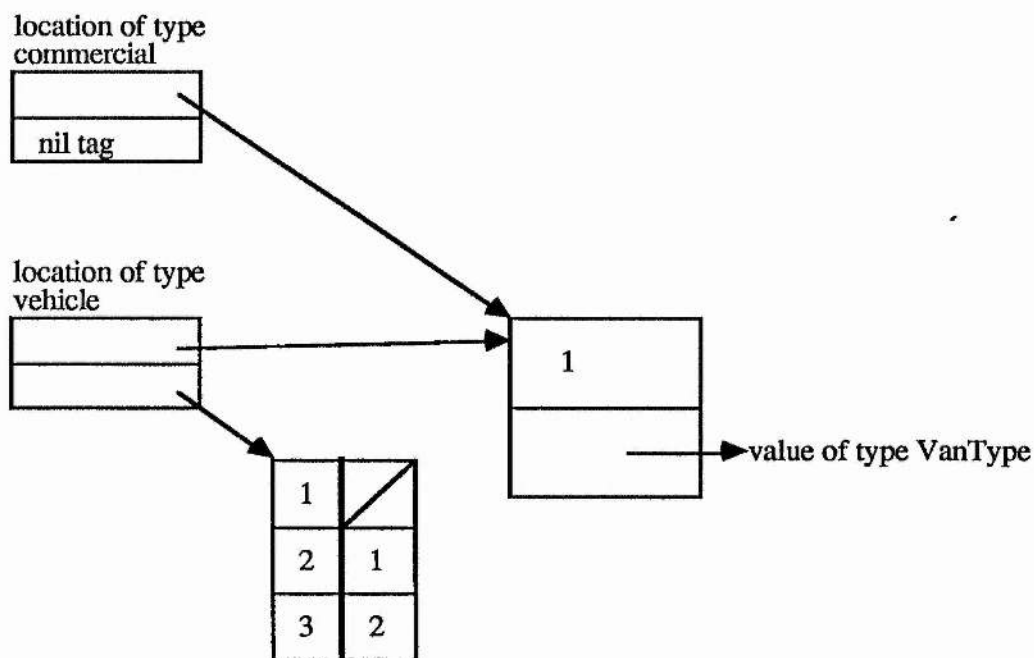 location of type
commercial
nil tag
location of type
vehicle
1
value of type VanType
1
2 1
3 2